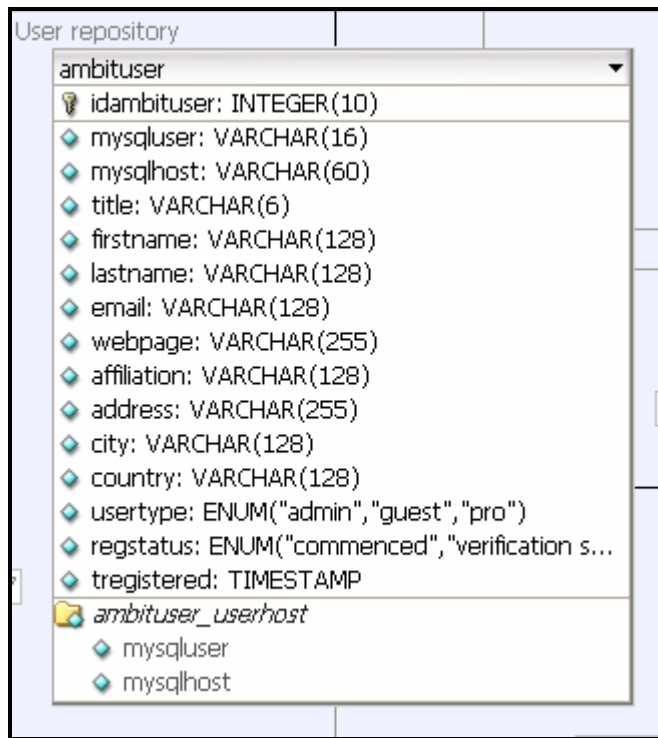 User repository
ambituser
idambituser: INTEGER(10)
mysqluser: VARCHAR(16)
mysqlhost: VARCHAR(60)
title: VARCHAR(6)
firstname: VARCHAR(128)
lastname: VARCHAR(128)
email: VARCHAR(128)
webpage: VARCHAR(255)
affiliation: VARCHAR(128)
address: VARCHAR(255)
city: VARCHAR(128)
country: VARCHAR(128)
usertype: ENUM("admin","guest","pro")
regstatus: ENUM("commenced","verification s...
tregistered: TIMESTAMP
ambituser_userhost
mysqluser
mysqlhost